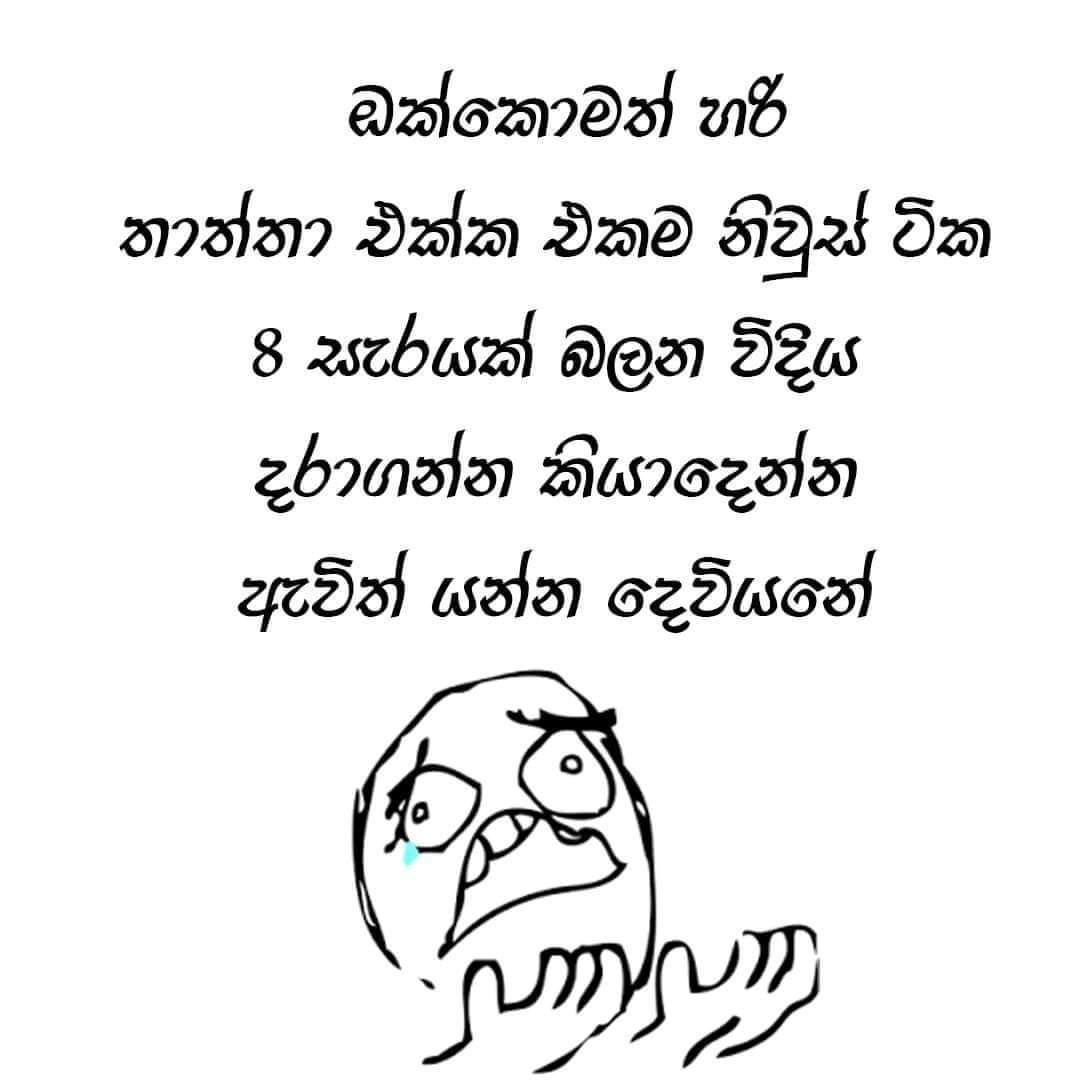 ඔක්කොමත් හරි
තාත්තා එක්ක එකම නිවුස් ටික
8 සැරයක් බලන විදිය
දරාගන්න කියාදෙන්න
ඇවිත් යන්න දෙවියනේ